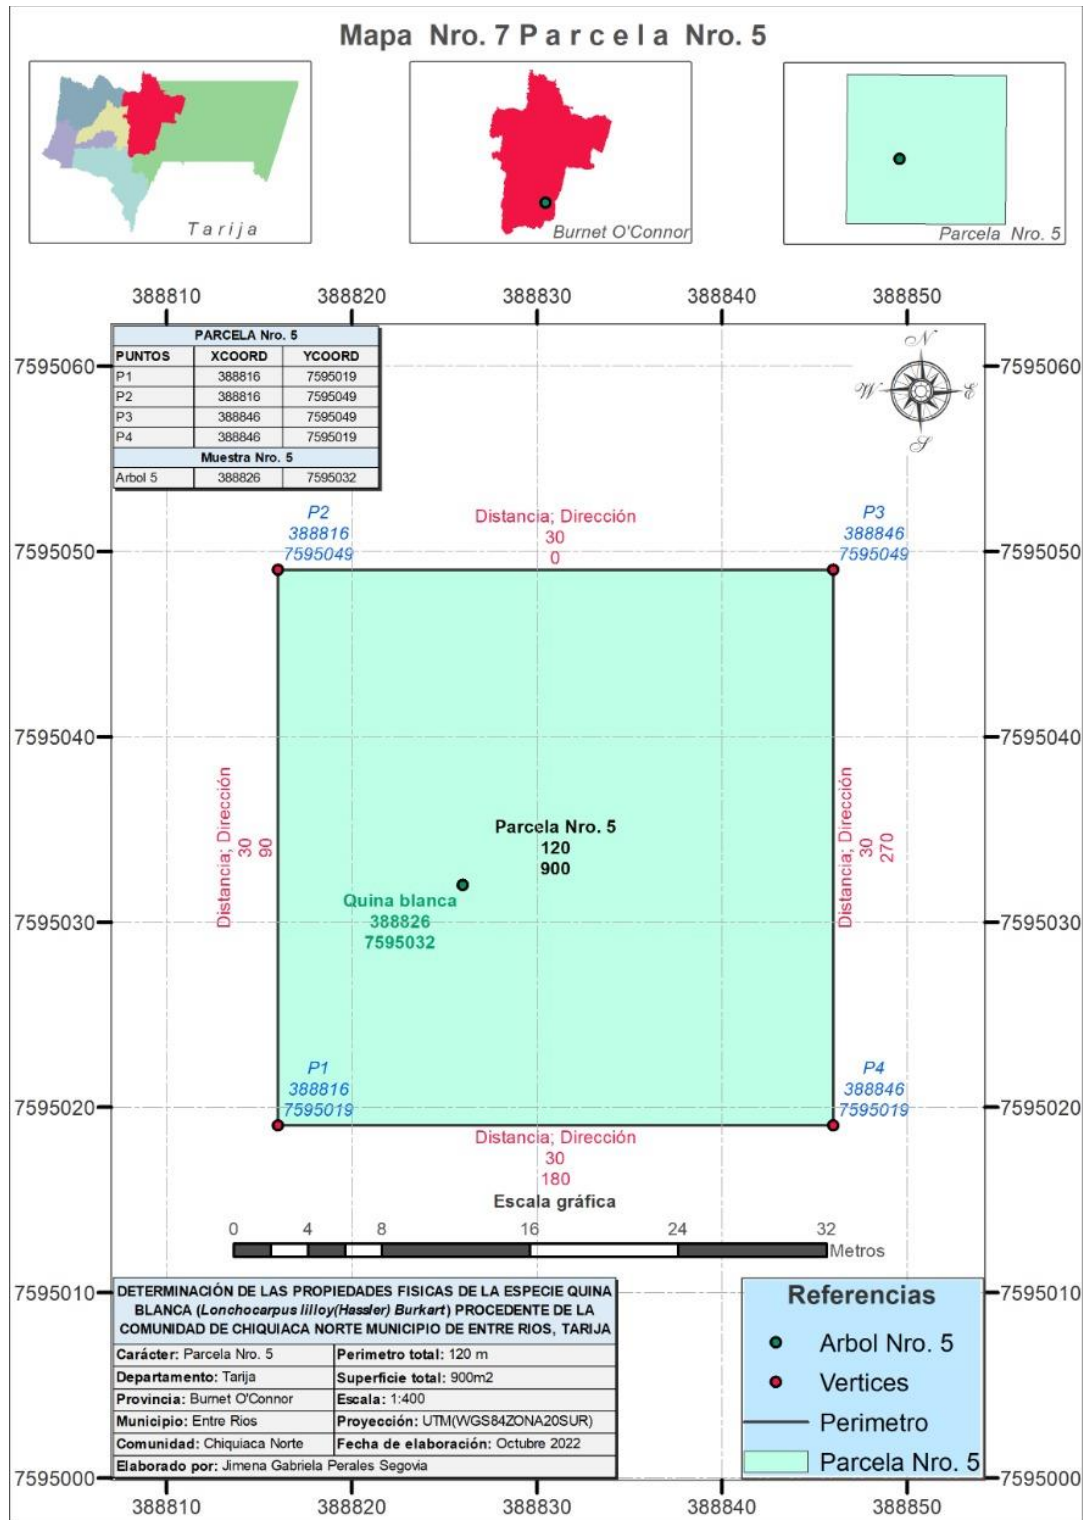 Mapa Nro. 7 P a r c e l a Nro. 5
Tarija
Burnet O'Connor
Parcela Nro. 5
388810 388820 388830 388840 388850
PARCELA Nro. 5
PUNTOS XCOORD YCOORD
P1 388816 7595019
P2 388816 7595049
P3 388846 7595049
P4 388846 7595019
Muestra Nro. 5
Arbol 5 388826 7595032
N
W E
S
7595060 7595060
P2
388816
7595049
Distancia; Dirección
30
0
P3
388846
7595049
7595050 7595050
7595040 7595040
Distancia; Dirección
30
90
Parcela Nro. 5
120
900
Distancia; Dirección
30
270
Quina blanca
388826
7595032
7595030 7595030
P1
388816
7595019
P4
388846
7595019
7595020 7595020
Distancia; Dirección
30
180
Escala gráfica
0 4 8 16 24 32
Metros
7595010 7595010
DETERMINACIÓN DE LAS PROPIEDADES FISICAS DE LA ESPECIE QUINA
BLANCA (Lonchocarpus lilloy(Hassler) Burkart) PROCEDENTE DE LA
COMUNIDAD DE CHIQUIACA NORTE MUNICIPIO DE ENTRE RIOS, TARIJA
Carácter: Parcela Nro. 5 Perimetro total: 120 m
Departamento: Tarija Superficie total: 900m2
Provincia: Burnet O'Connor Escala: 1:400
Municipio: Entre Rios Proyección: UTM(WGS84ZONA20SUR)
Comunidad: Chiquiaca Norte Fecha de elaboración: Octubre 2022
Elaborado por: Jimena Gabriela Perales Segovia
Referencias
Arbol Nro. 5
Vertices
Perimetro
Parcela Nro. 5
7595000 7595000
388810 388820 388830 388840 388850